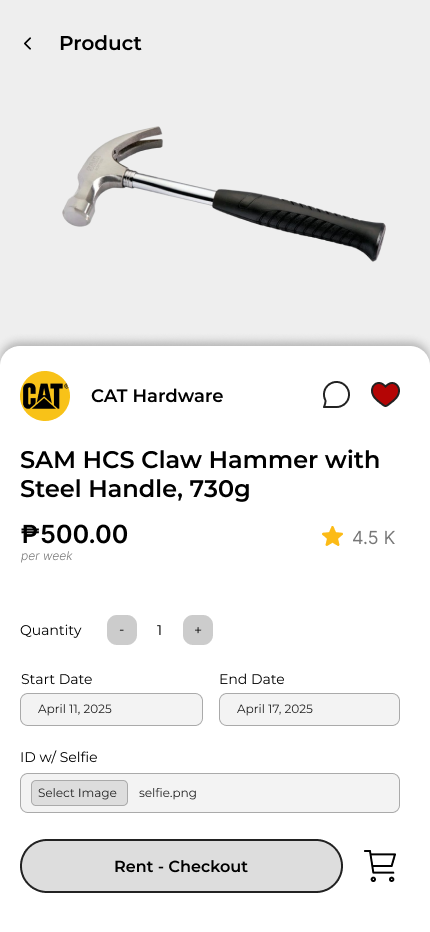 Product
CAT
CAT Hardware
SAM HCS Claw Hammer with
Steel Handle, 730g
₱500.00
4.5 K
per week
Quantity
-
1
+
Start Date
End Date
April 11, 2025
April 17, 2025
ID w/ Selfie
Select Image
selfie.png
Rent - Checkout